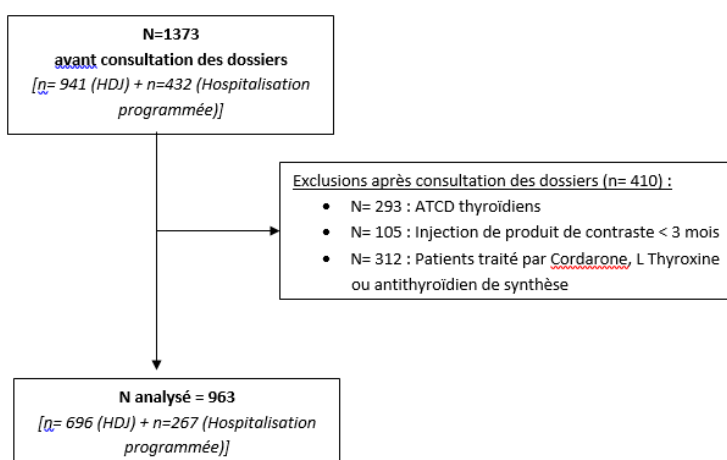 N=1373
avant consultation des dossiers
[n= 941 (HDJ) + n=432 (Hospitalisation
programmée)]
Exclusions après consultation des dossiers (n= 410) :
• N= 293 : ATCD thyroïdiens
• N= 105 : Injection de produit de contraste < 3 mois
• N= 312 : Patients traité par Cordarone, L Thyroxine
ou antithyroïdien de synthèse
N analysé = 963
[n= 696 (HDJ) + n=267 (Hospitalisation
programmée)]